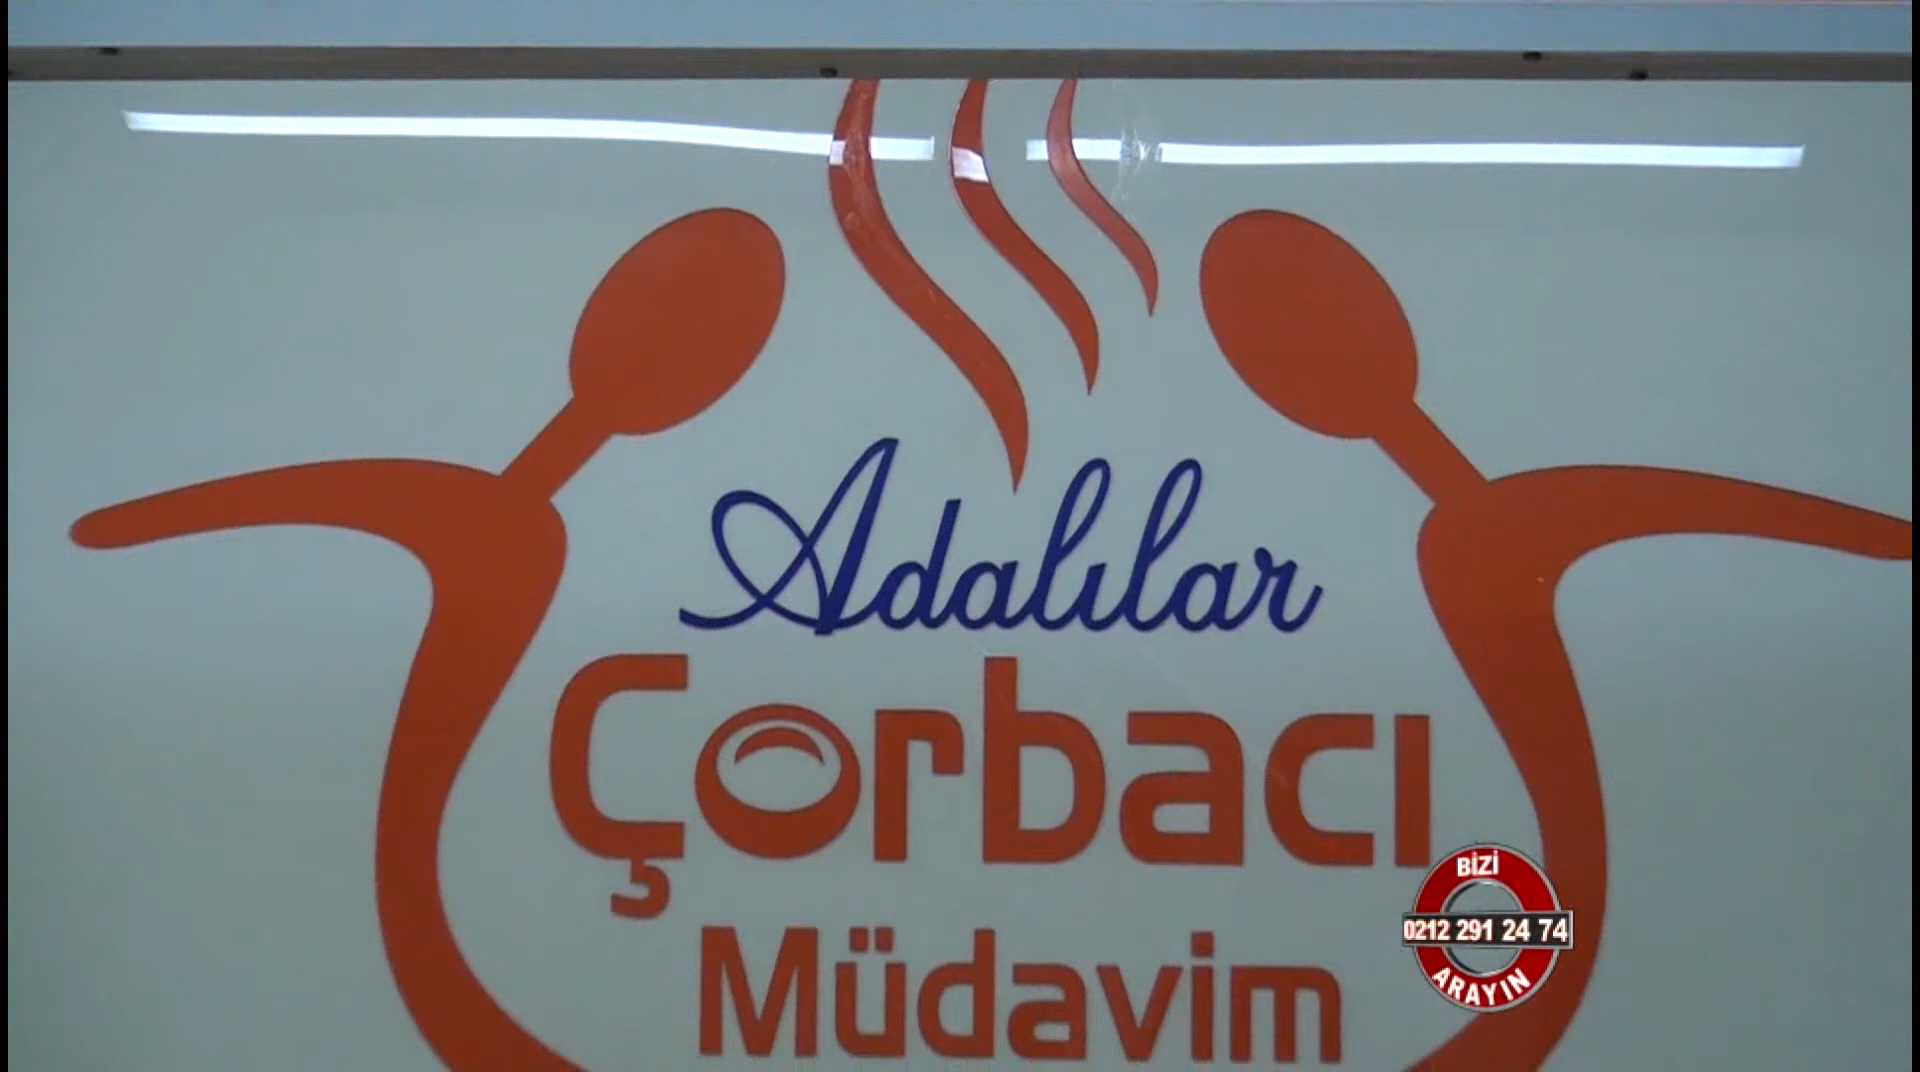 Adalılar
Çorbacı
Müdavim
BİZİ
0212 291 24 74
ARAYIN